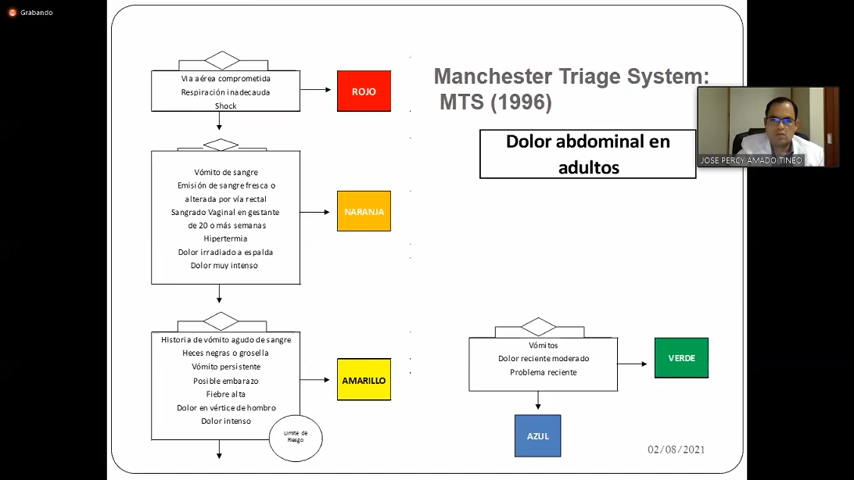 Grabando
Via aérea comprometida
Respiración inadecauda
Shock
ROJO
Vómito de sangre
Emisión de sangre fresca o
alterada por vía rectal
Sangrado Vaginal en gestante
de 20 o más semanas
Hipertermia
Dolor irradiado a espalda
Dolor muy intenso
NARANJA
Historia de vómito agudo de sangre
Heces negras o grosella
Vómito persistente
Posible embarazo
Fiebre alta
Dolor en vértice de hombro
Dolor intenso
AMARILLO
Limite de
Riesgo
Manchester Triage System:
MTS (1996)
Dolor abdominal en
adultos
JOSE PERCY AMADO TINEO
Vómitos
Dolor reciente moderado
Problema reciente
VERDE
AZUL
02/08/2021